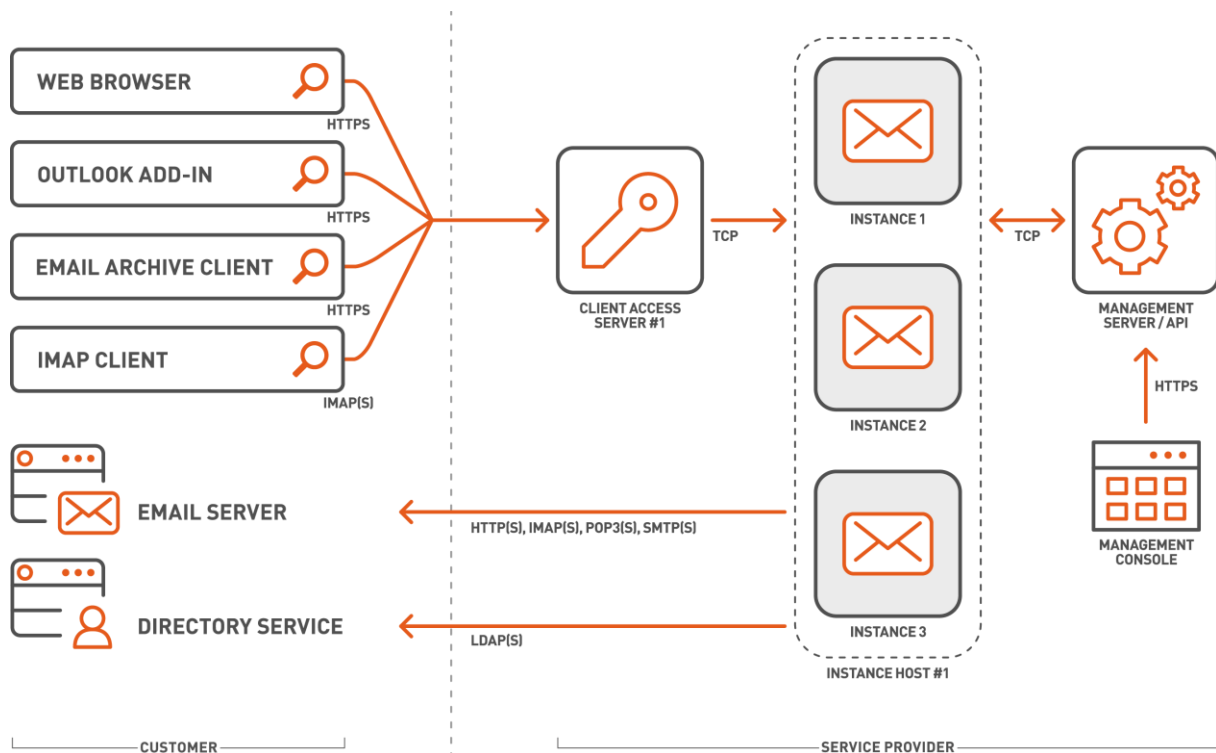 WEB BROWSER
HTTPS
OUTLOOK ADD-IN
HTTPS
EMAIL ARCHIVE CLIENT
HTTPS
IMAP CLIENT
IMAP(S)
EMAIL SERVER
DIRECTORY SERVICE
CUSTOMER
CLIENT ACCESS
SERVER #1
TCP
HTTP(S), IMAP(S), POP3(S), SMTP(S)
LDAP(S)
INSTANCE 1
INSTANCE 2
INSTANCE 3
INSTANCE HOST #1
TCP
MANAGEMENT
SERVER / API
HTTPS
MANAGEMENT
CONSOLE
SERVICE PROVIDER